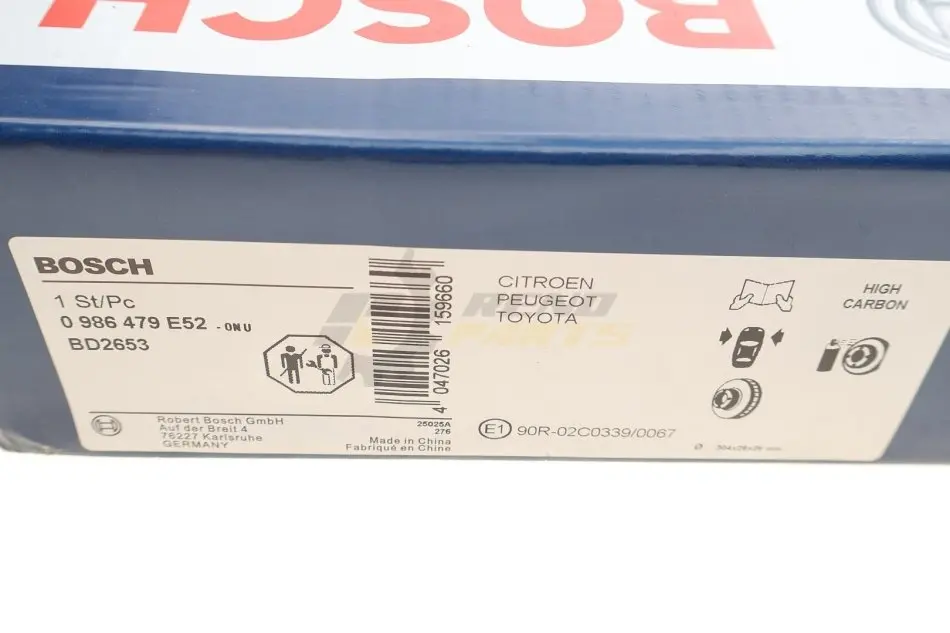 BOSCH
BOSCH
1 St/Pc
0 986 479 E52 - 0N U
BD2653
Robert Bosch GmbH
Auf der Breit 4
76227 Karlsruhe
GERMANY
25025A
276
Made in China
Fabriqué en Chine
4 047026 159660
CITROEN
PEUGEOT
TOYOTA
E1 90R-02C0339/0067
HIGH
CARBON
Ø
PARTS